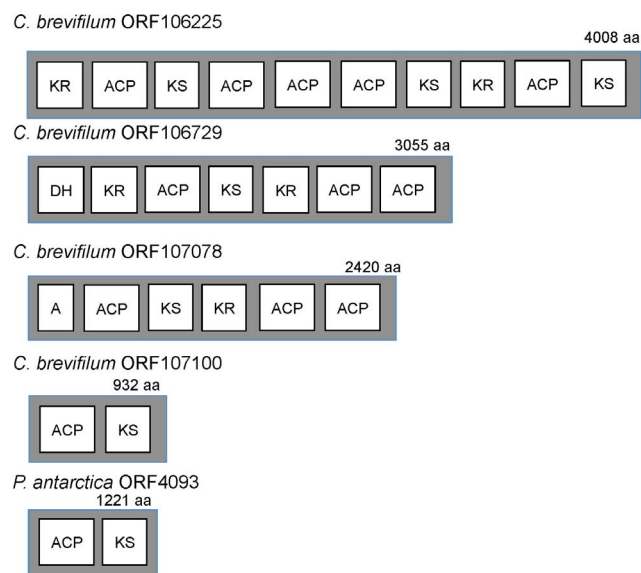 C. brevifilum ORF106225
4008 aa
KR ACP KS ACP ACP ACP KS KR ACP KS
C. brevifilum ORF106729
3055 aa
DH KR ACP KS KR ACP ACP
C. brevifilum ORF107078
2420 aa
A ACP KS KR ACP ACP
C. brevifilum ORF107100
932 aa
ACP KS
P. antarctica ORF4093
1221 aa
ACP KS